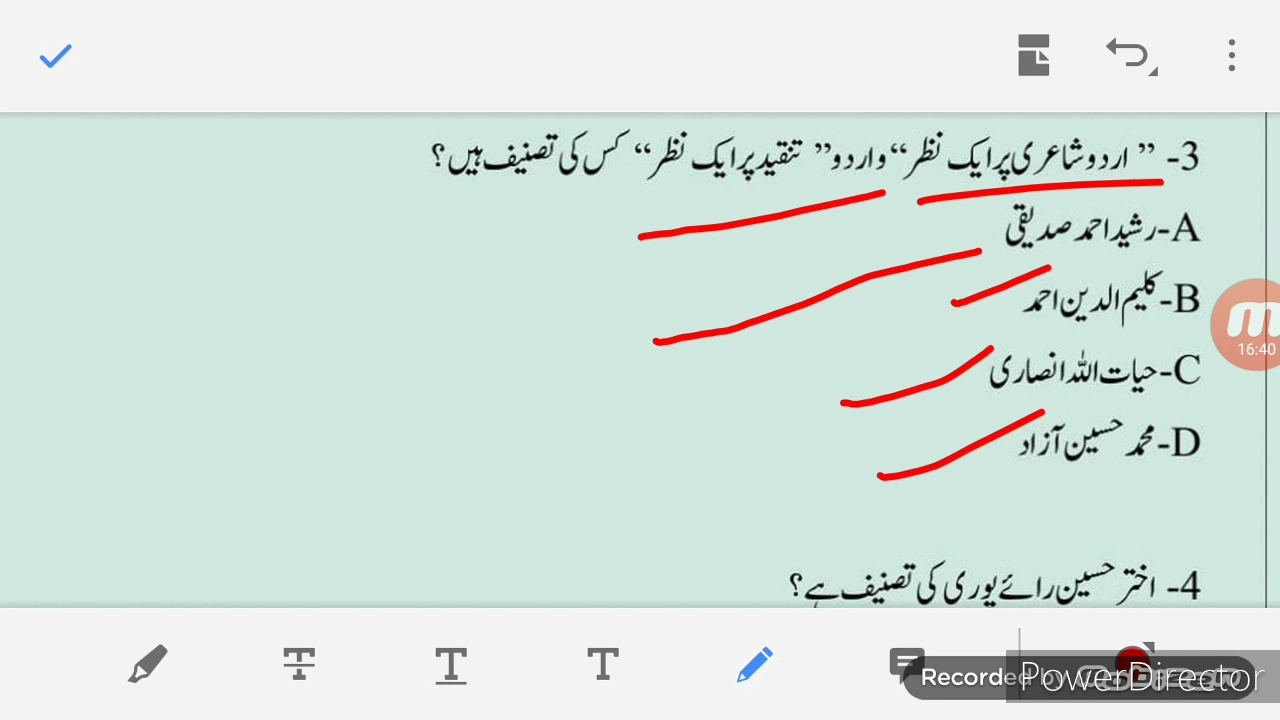 3- ” اردو شاعری پر ایک نظر “ و اردو ” تنقید پر ایک نظر “ کس کی تصنیف ہیں؟
A- رشید احمد صدیقی
B- کلیم الدین احمد
C- حیات اللہ انصاری
D- محمد حسین آزاد
16:40
4- اختر حسین رائے پوری کی تصنیف ہے؟
T T T
Recorded by
PowerDirector